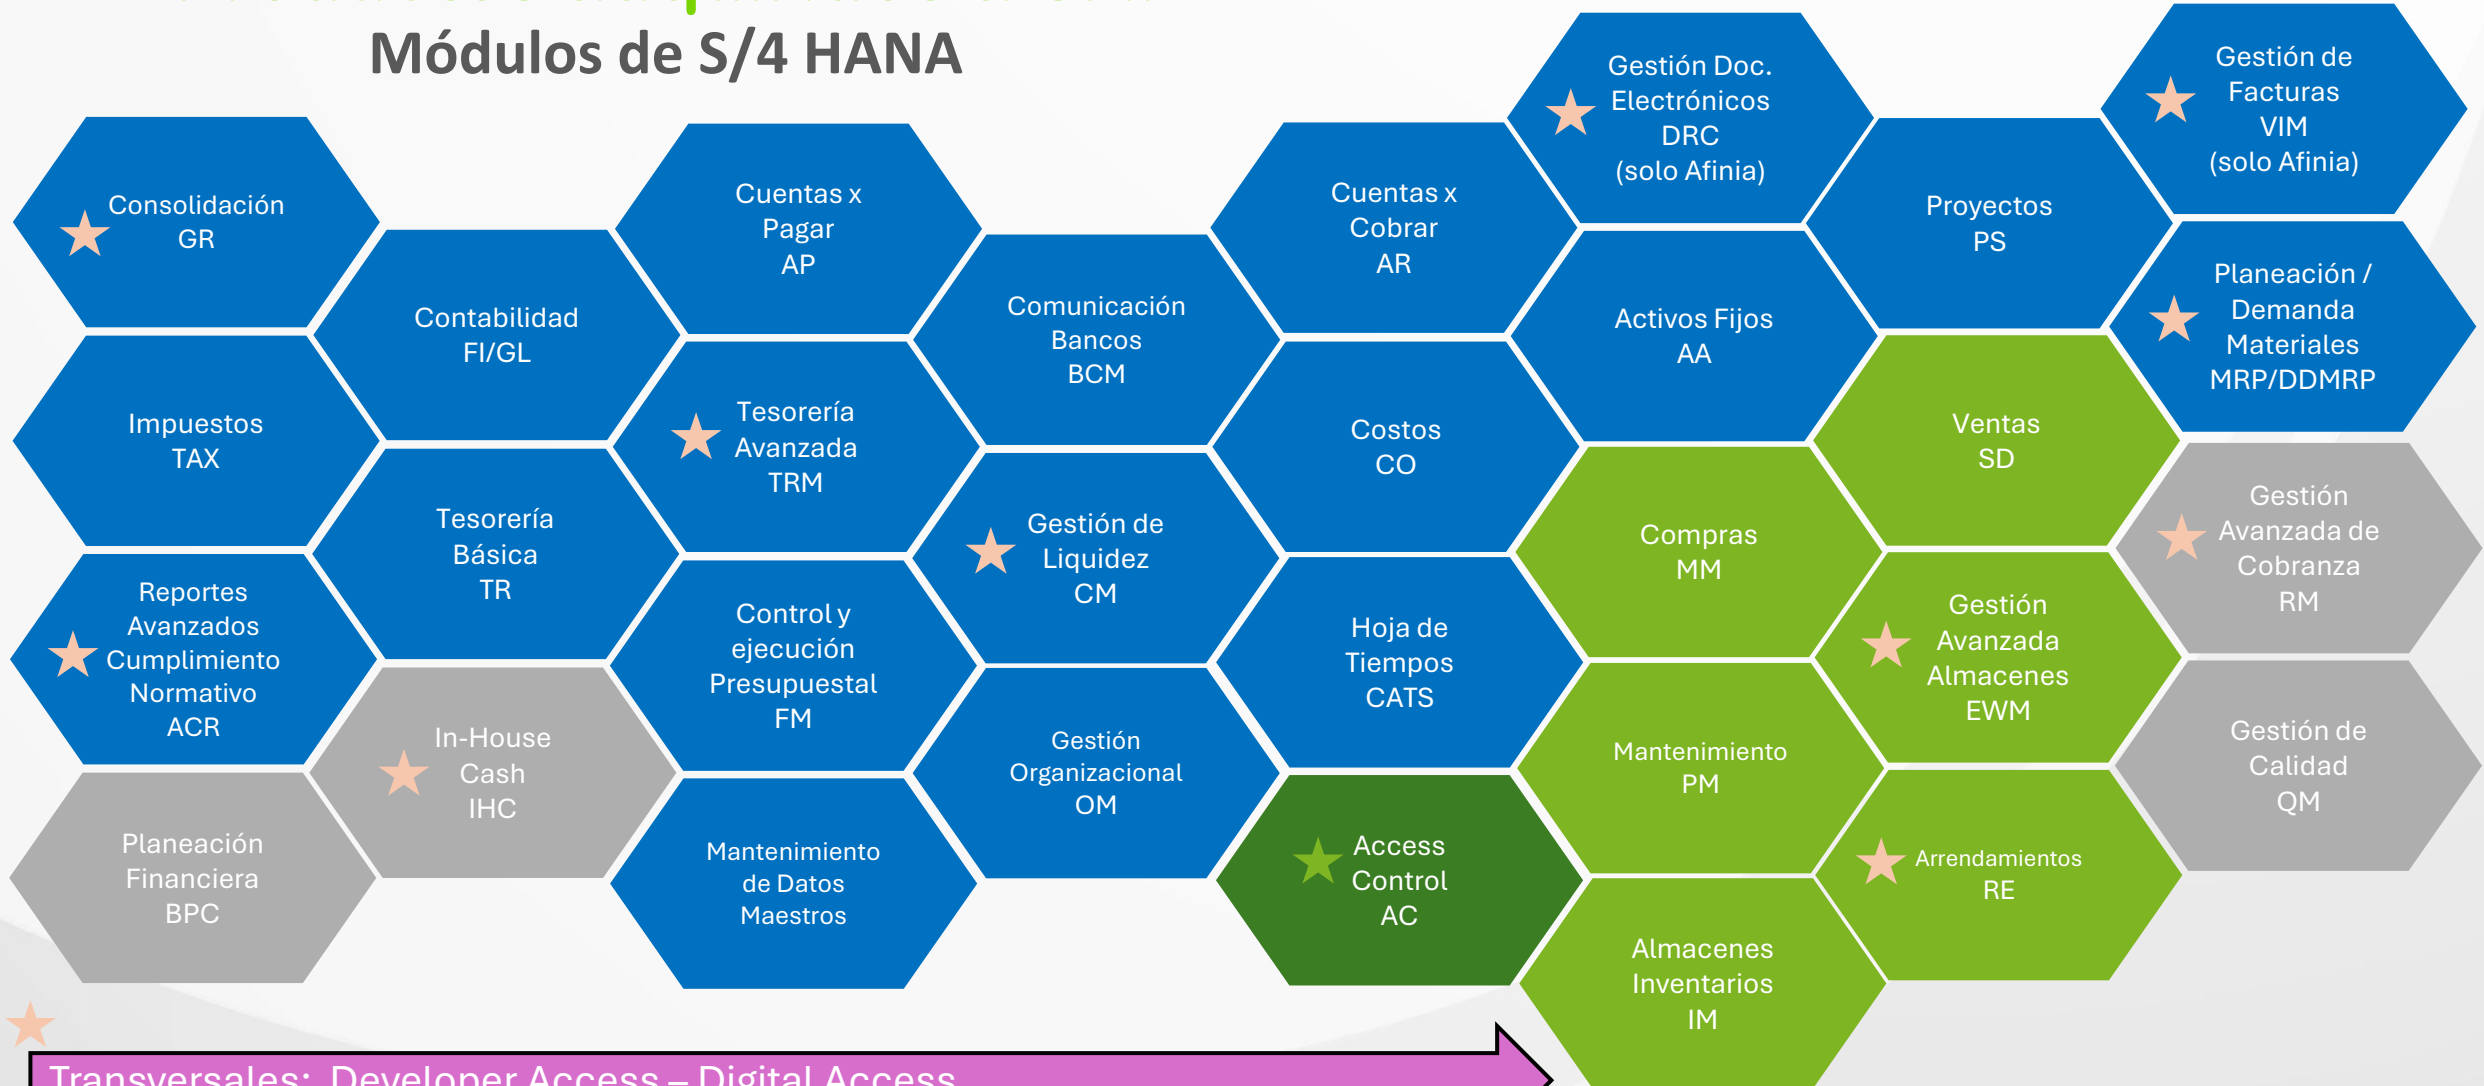 Módulos de S/4 HANA
Consolidación
GR
Contabilidad
FI/GL
Cuentas x
Pagar
AP
Comunicación
Bancos
BCM
Cuentas x
Cobrar
AR
Gestión Doc.
Electrónicos
DRC
(solo Afinia)
Activos Fijos
AA
Proyectos
PS
Gestión de
Facturas
VIM
(solo Afinia)
Planeación /
Demanda
Materiales
MRP/DDMRP
Impuestos
TAX
Tesorería
Básica
TR
Tesorería
Avanzada
TRM
Gestión de
Liquidez
CM
Costos
CO
Compras
MM
Ventas
SD
Gestión
Avanzada de
Cobranza
RM
Reportes
Avanzados
Cumplimiento
Normativo
ACR
In-House
Cash
IHC
Control y
ejecución
Presupuestal
FM
Gestión
Organizacional
OM
Hoja de
Tiempos
CATS
Mantenimiento
PM
Gestión
Avanzada
Almacenes
EWM
Gestión de
Calidad
QM
Planeación
Financiera
BPC
Mantenimiento
de Datos
Maestros
Access
Control
AC
Almacenes
Inventarios
IM
Arrendamientos
RE
Transversales: Developer Access – Digital Access